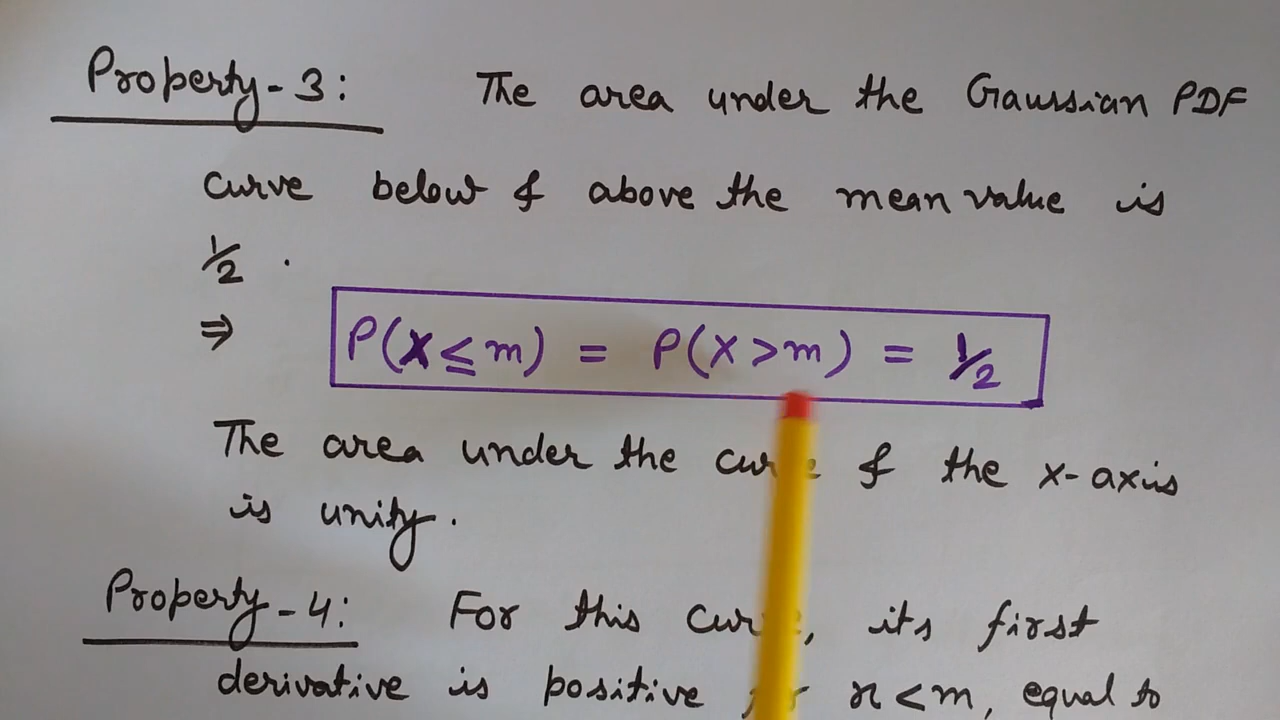 Property-3: The area under the Gaussian PDF
curve below & above the mean value is
1/2 .
⇒ P(X ≤ m) = P(X > m) = 1/2
The area under the & the x-axis
is unity.
Property-4: For this , its first
derivative is positive x < m, equal to